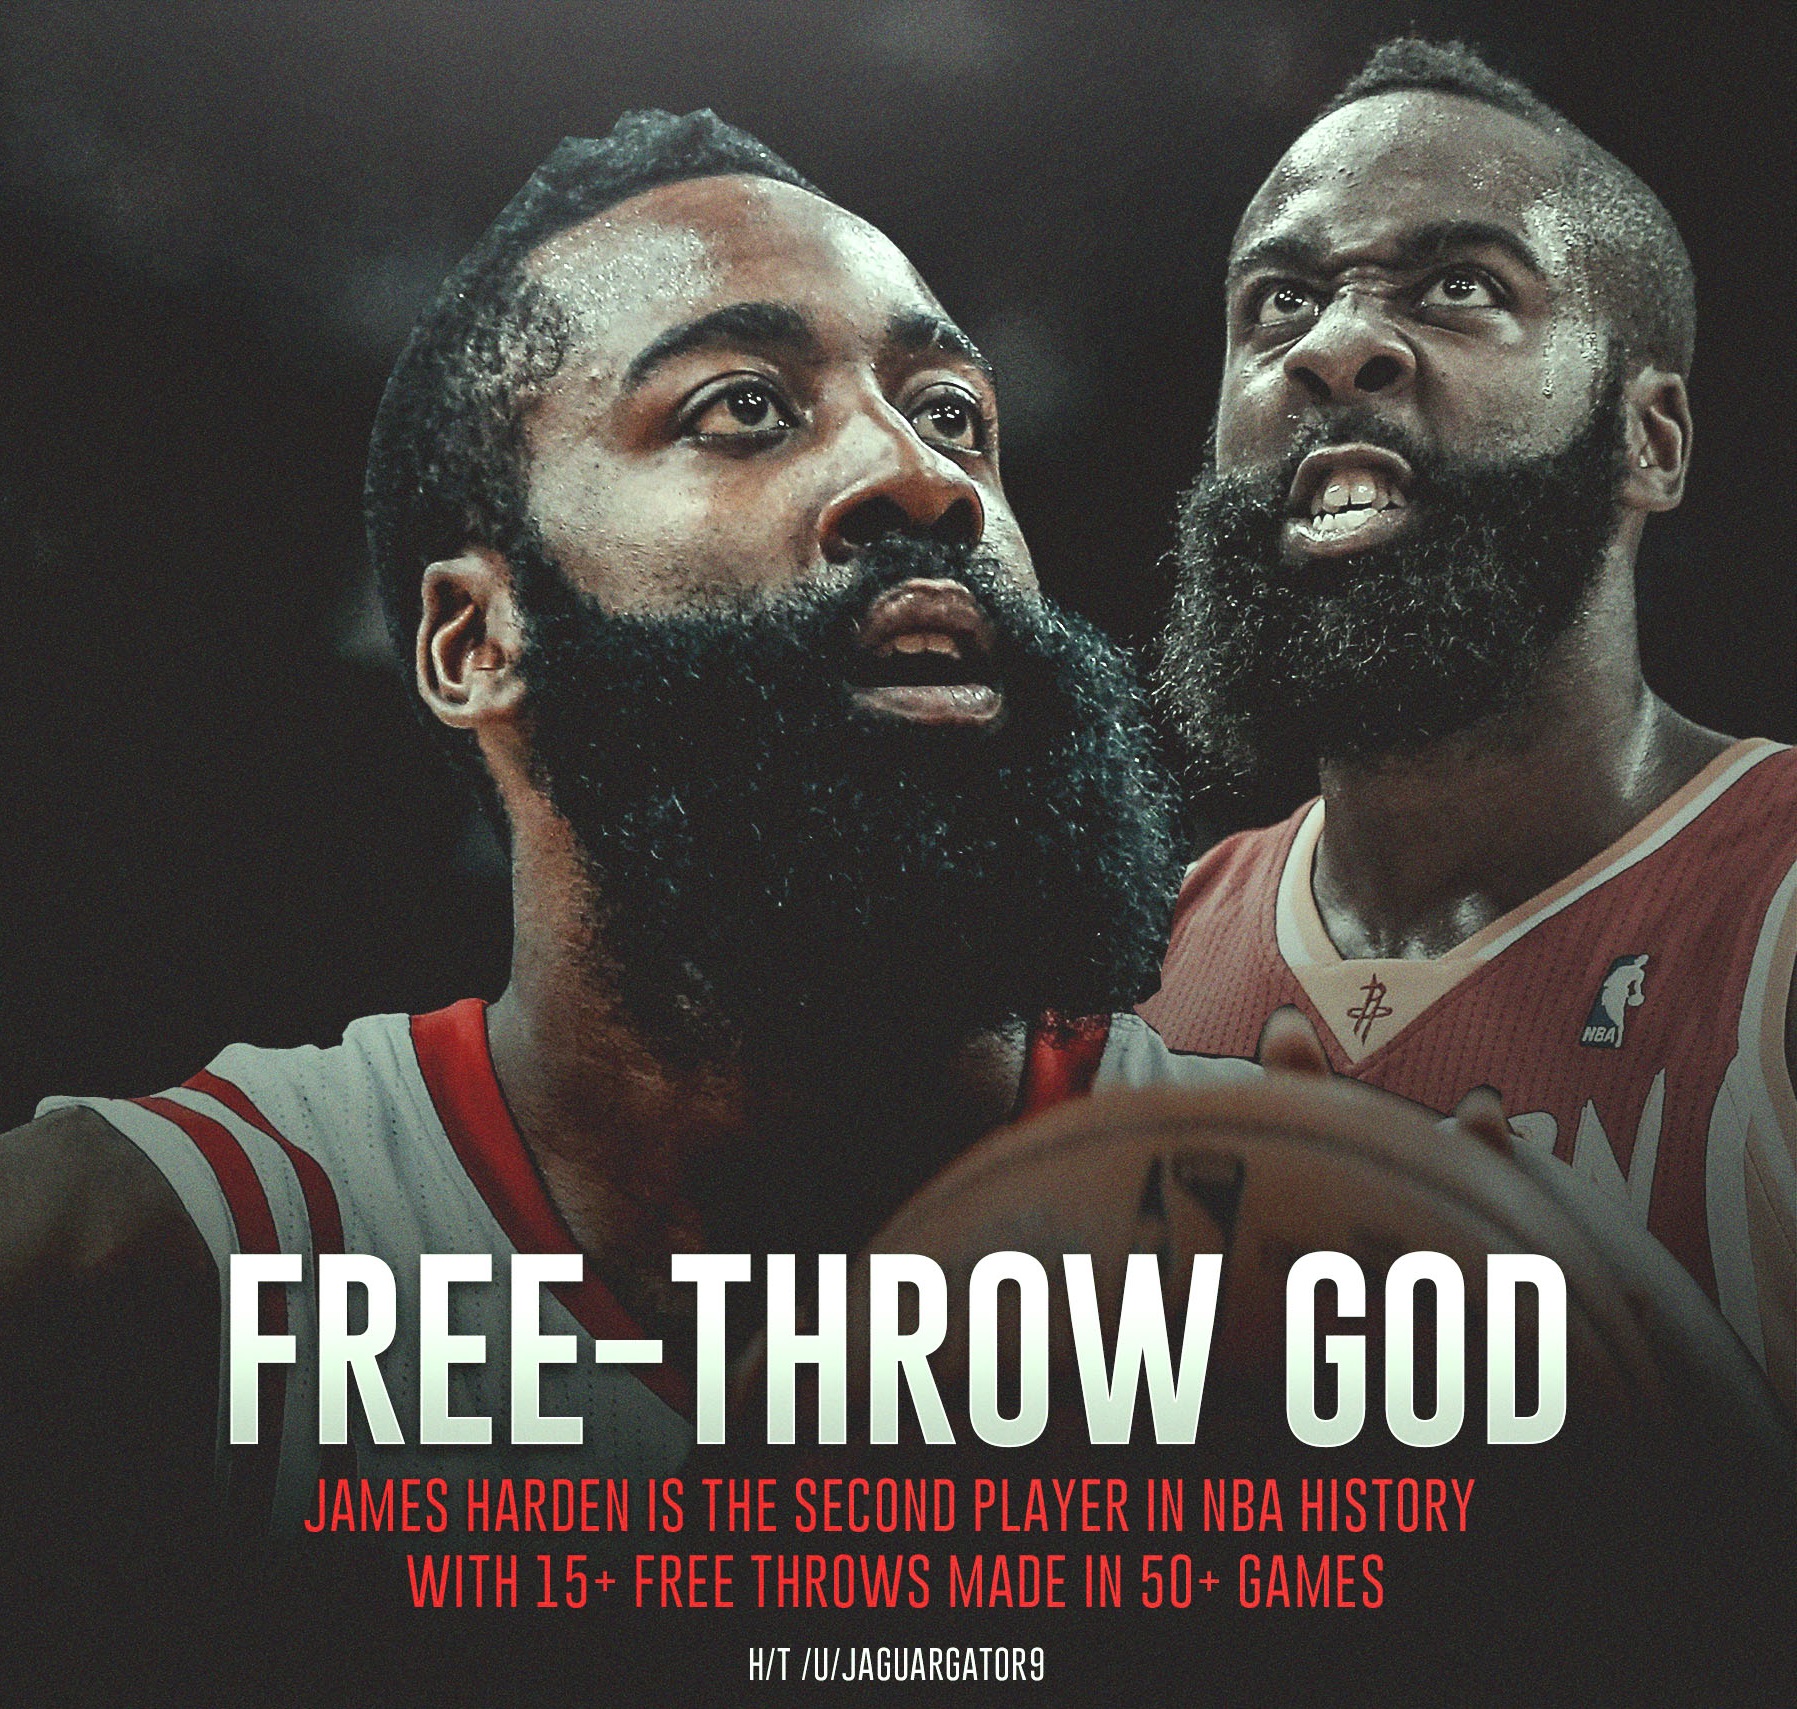 NBA
FREE-THROW GOD
JAMES HARDEN IS THE SECOND PLAYER IN NBA HISTORY
WITH 15+ FREE THROWS MADE IN 50+ GAMES
H/T /U/JAGUARGATOR9